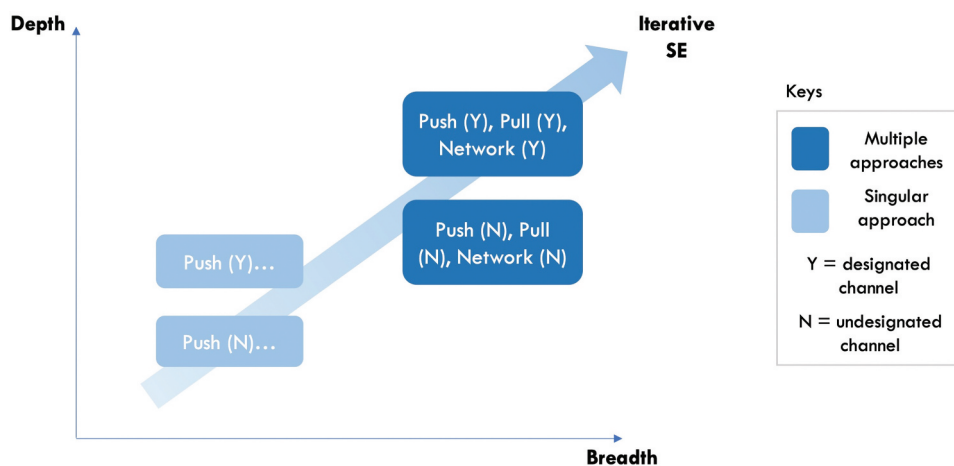 Depth
Iterative
SE
Push (Y), Pull (Y),
Network (Y)
Push (N), Pull
(N), Network (N)
Push (Y)...
Push (N)...
Breadth
Keys
Multiple
approaches
Singular
approach
Y = designated
channel
N = undesignated
channel